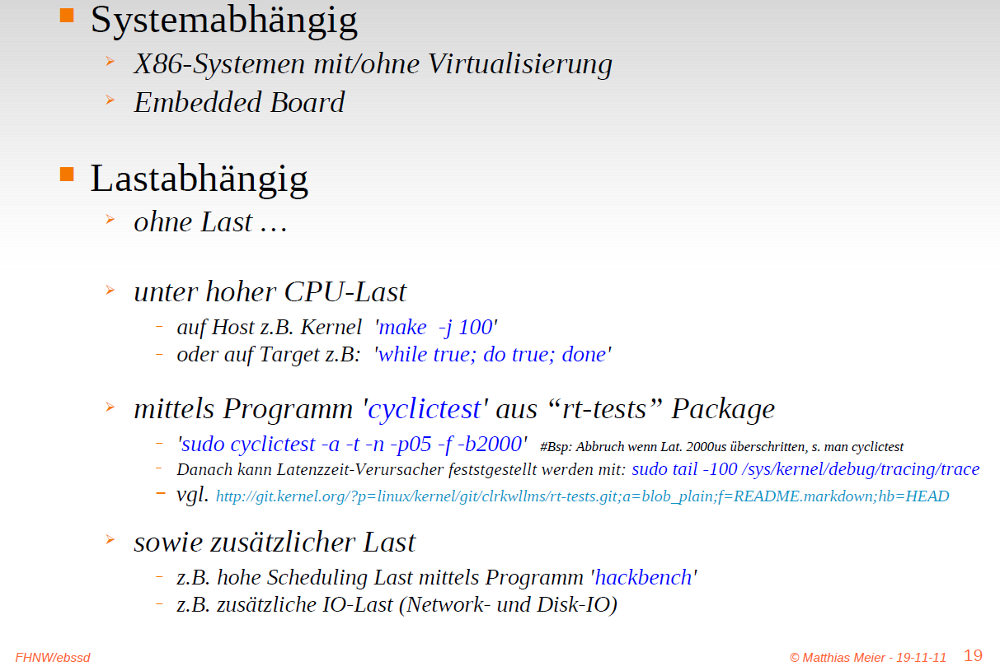 Systemabhängig
X86-Systemen mit/ohne Virtualisierung
Embedded Board
Lastabhängig
ohne Last …
unter hoher CPU-Last
auf Host z.B. Kernel 'make -j 100'
oder auf Target z.B: 'while true; do true; done'
mittels Programm 'cyclictest' aus “rt-tests” Package
'sudo cyclictest -a -t -n -p05 -f -b2000' #Bsp: Abbruch wenn Lat. 2000us überschritten, s. man cyclictest
Danach kann Latenzzeit-Verursacher feststgestellt werden mit: sudo tail -100 /sys/kernel/debug/tracing/trace
vgl. http://git.kernel.org/?p=linux/kernel/git/clrkwllms/rt-tests.git;a=blob_plain;f=README.markdown;hb=HEAD
sowie zusätzlicher Last
z.B. hohe Scheduling Last mittels Programm 'hackbench'
z.B. zusätzliche IO-Last (Network- und Disk-IO)
FHNW/ebssd © Matthias Meier - 19-11-11 19